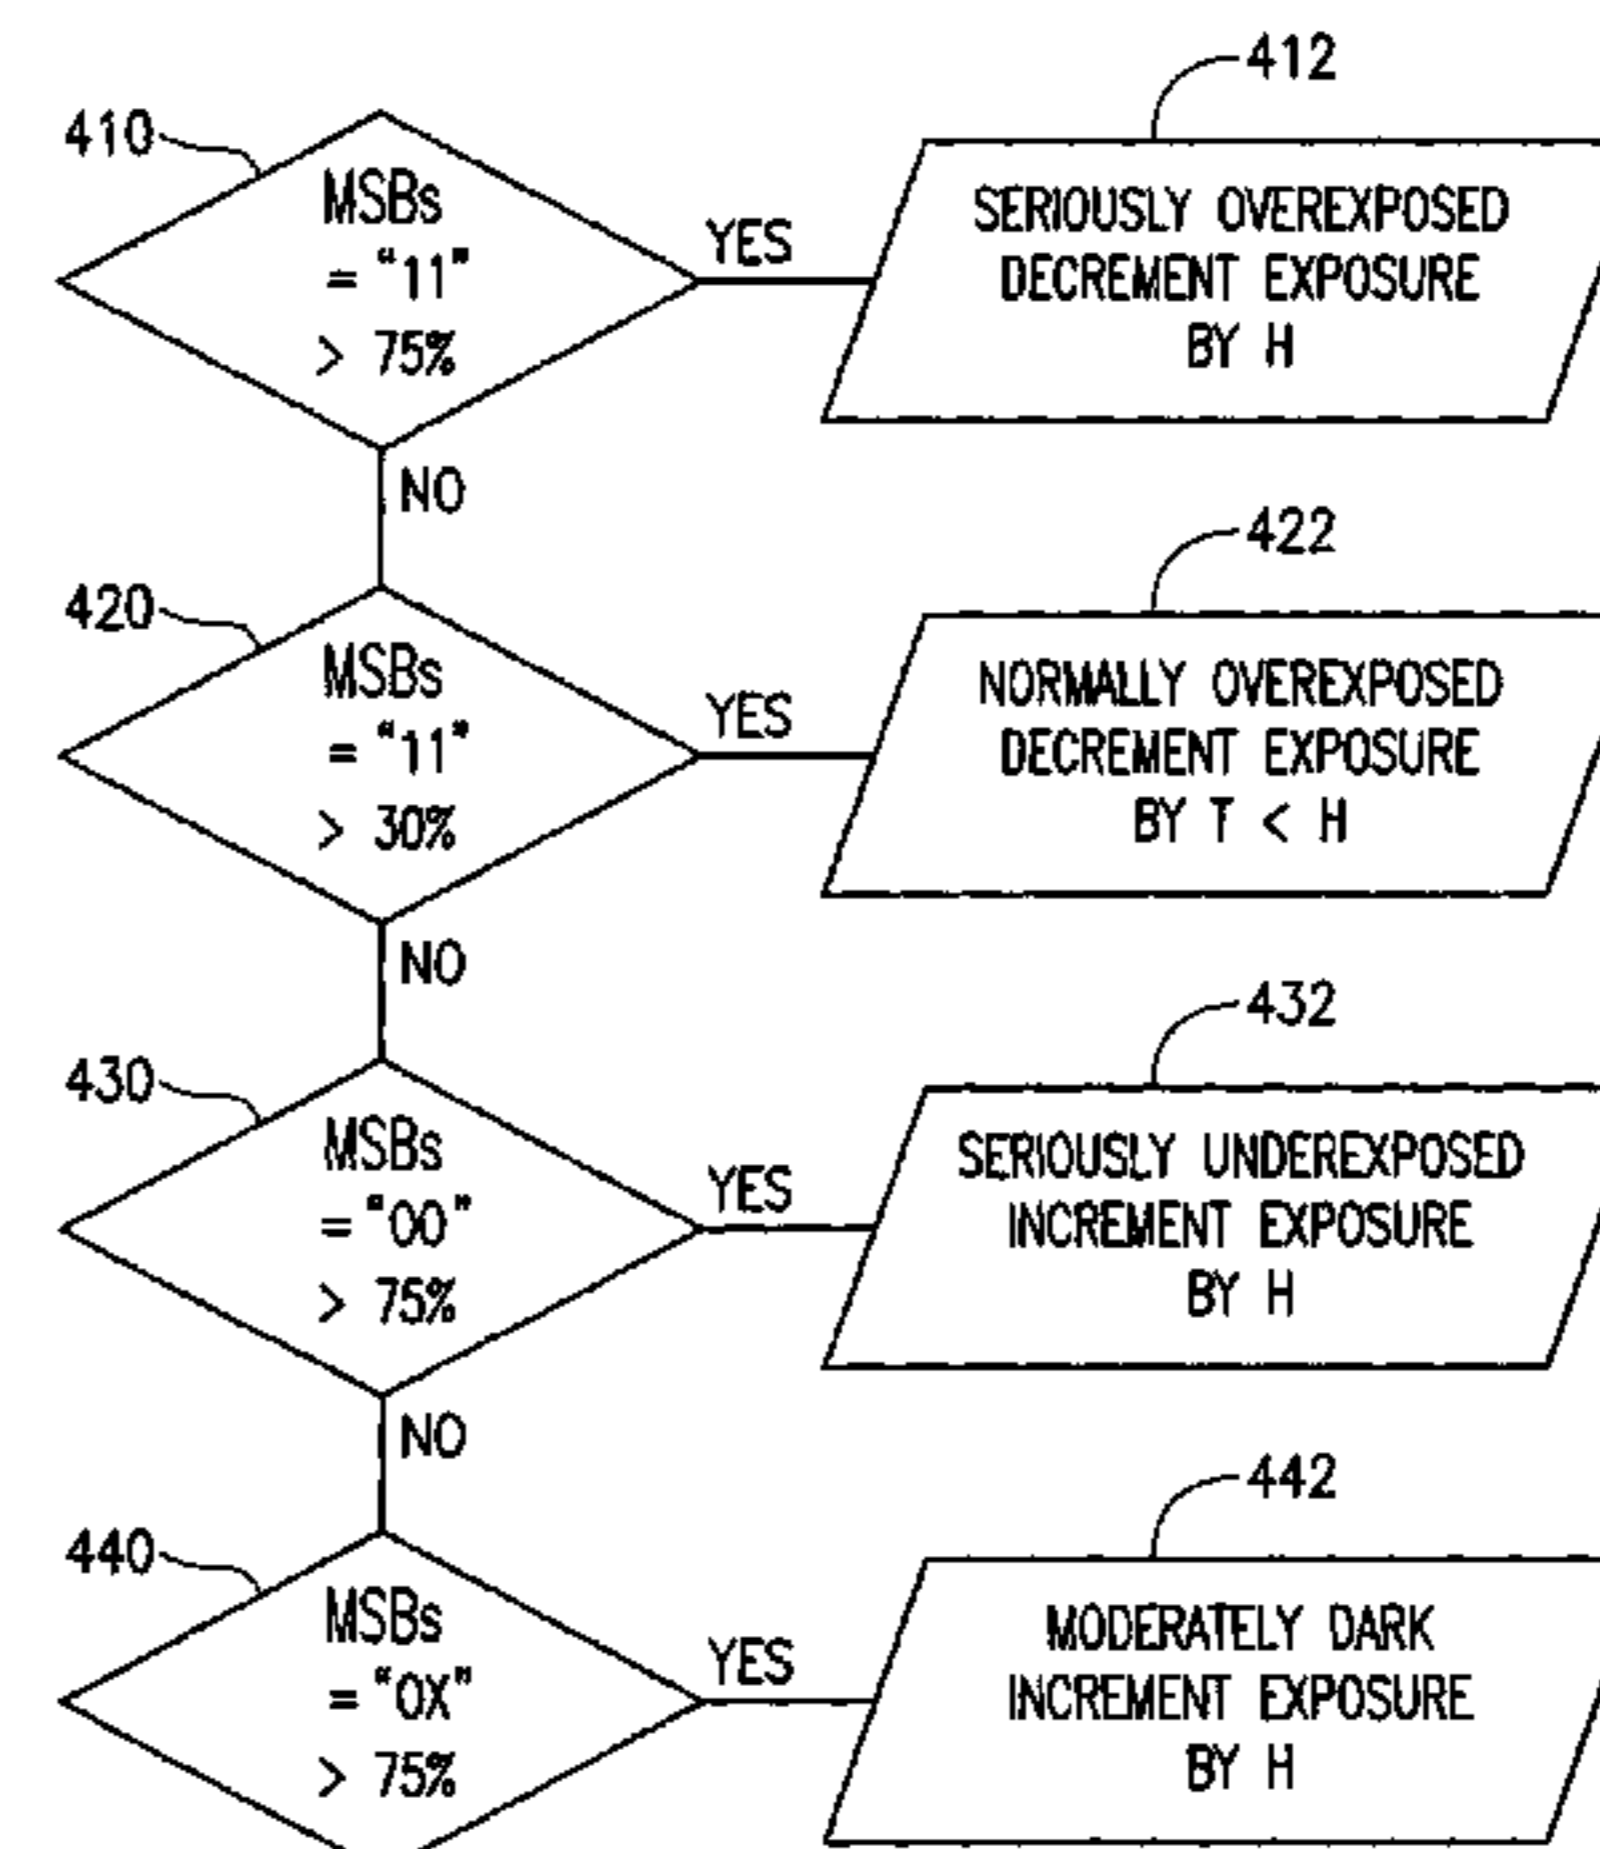 412
410
MSBs
= "11"
> 75%
YES
SERIOUSLY OVEREXPOSED
DECREMENT EXPOSURE
BY H
NO
422
420
MSBs
= "11"
> 30%
YES
NORMALLY OVEREXPOSED
DECREMENT EXPOSURE
BY T < H
NO
432
430
MSBs
= "00"
> 75%
YES
SERIOUSLY UNDEREXPOSED
INCREMENT EXPOSURE
BY H
NO
442
440
MSBs
= "0X"
> 75%
YES
MODERATELY DARK
INCREMENT EXPOSURE
BY H